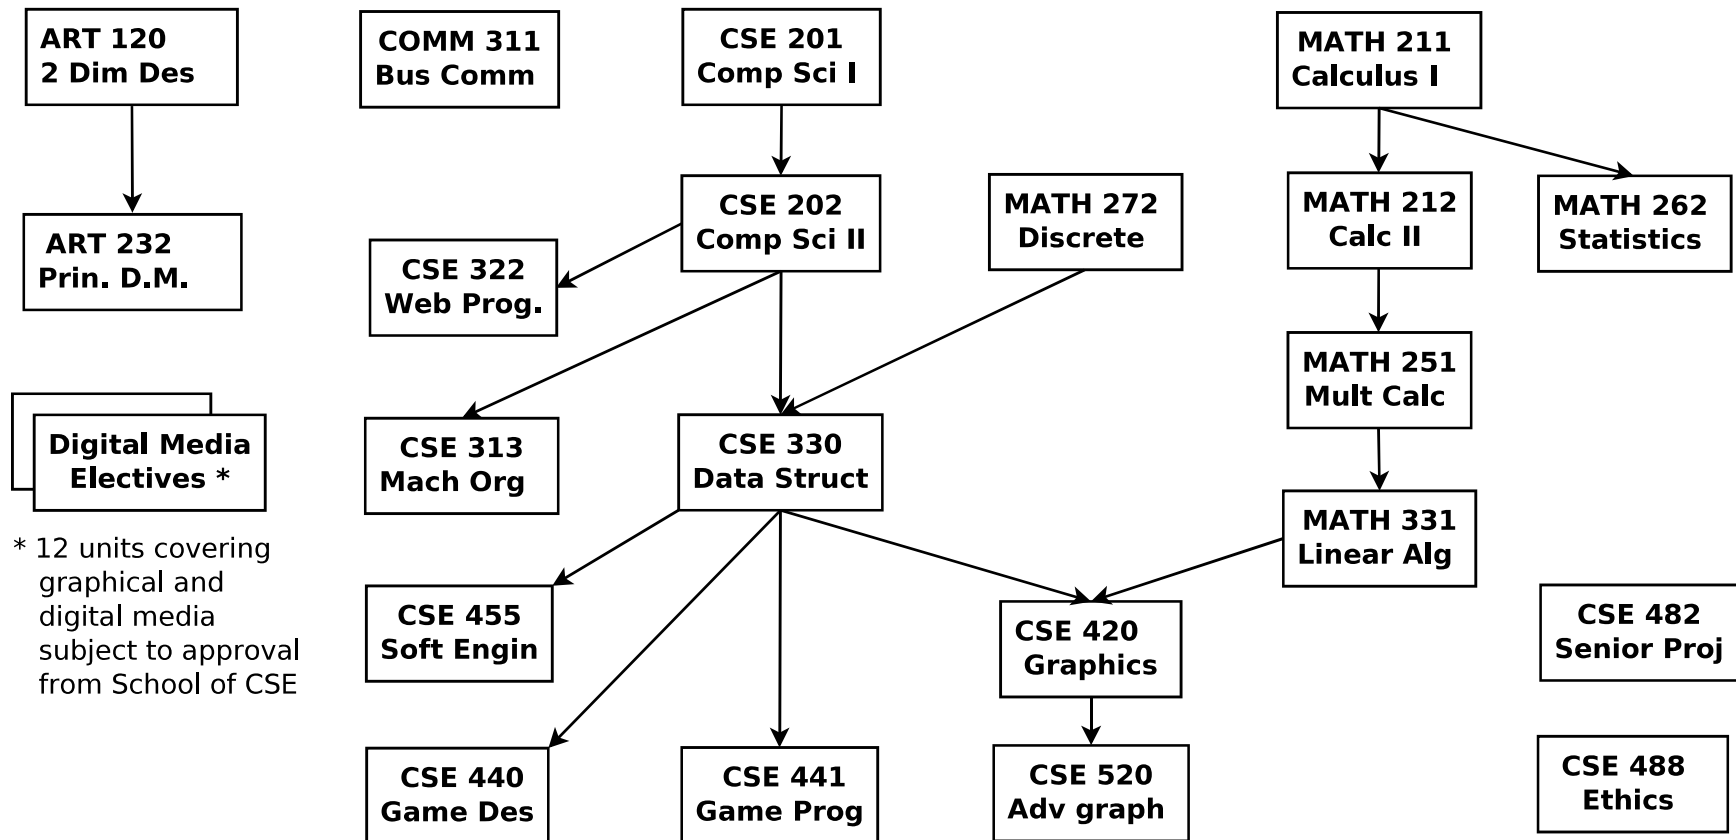 ART 120
2 Dim Des
COMM 311
Bus Comm
CSE 201
Comp Sci I
MATH 211
Calculus I
CSE 202
Comp Sci II
MATH 272
Discrete
MATH 212
Calc II
MATH 262
Statistics
ART 232
Prin. D.M.
CSE 322
Web Prog.
MATH 251
Mult Calc
Digital Media
Electives *
CSE 313
Mach Org
CSE 330
Data Struct
MATH 331
Linear Alg
* 12 units covering
graphical and
digital media
subject to approval
from School of CSE
CSE 455
Soft Engin
CSE 420
Graphics
CSE 482
Senior Proj
CSE 440
Game Des
CSE 441
Game Prog
CSE 520
Adv graph
CSE 488
Ethics